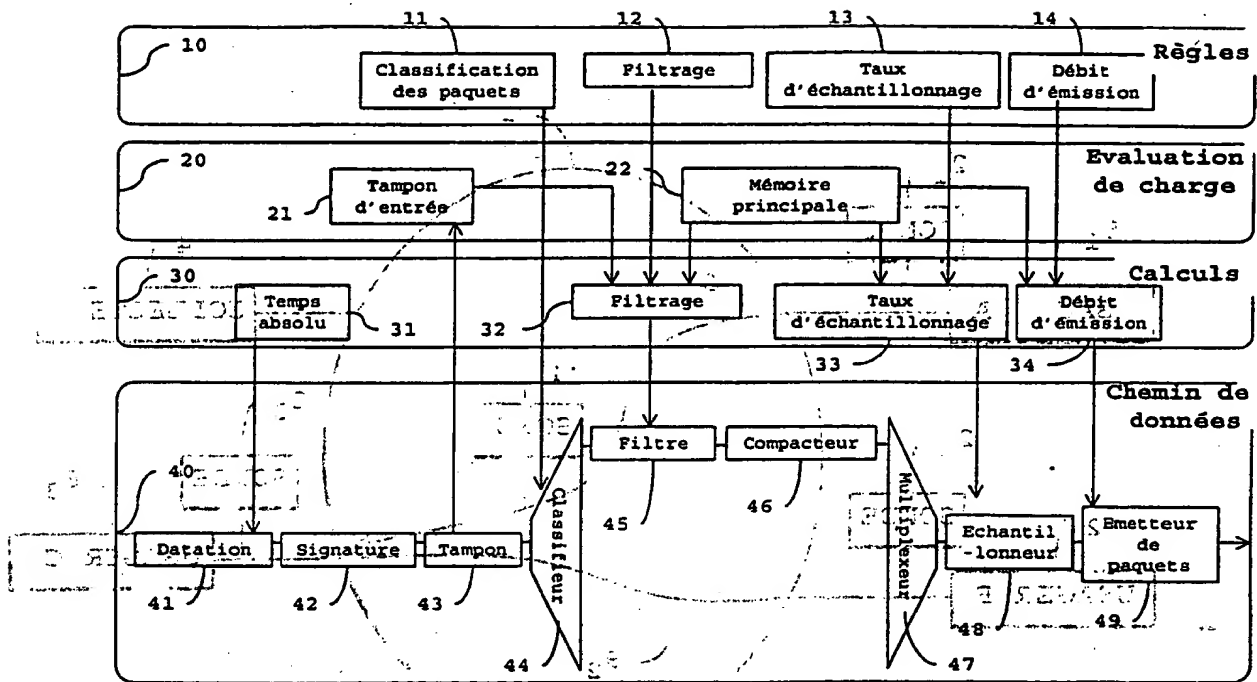 11
12
13
14
10
Règles
Classification
des paquets
Filtrage
Taux
d'échantillonnage
Débit
d'émission
20
Evaluation
de charge
22
21
Tampon
d'entrée
Mémoire
principale
30
Calculs
Temps
absolu
31
32
Filtrage
Taux
d'échantillonnage
Débit
d'émission
33
34
Chemin de
données
40
Filtre
Compacteur
45
46
Classifieur
Multiplexeur
Datation
Signature
Tampon
Echantil
-lonneur
Emetteur
de
paquets
41
42
43
44
47
48
49